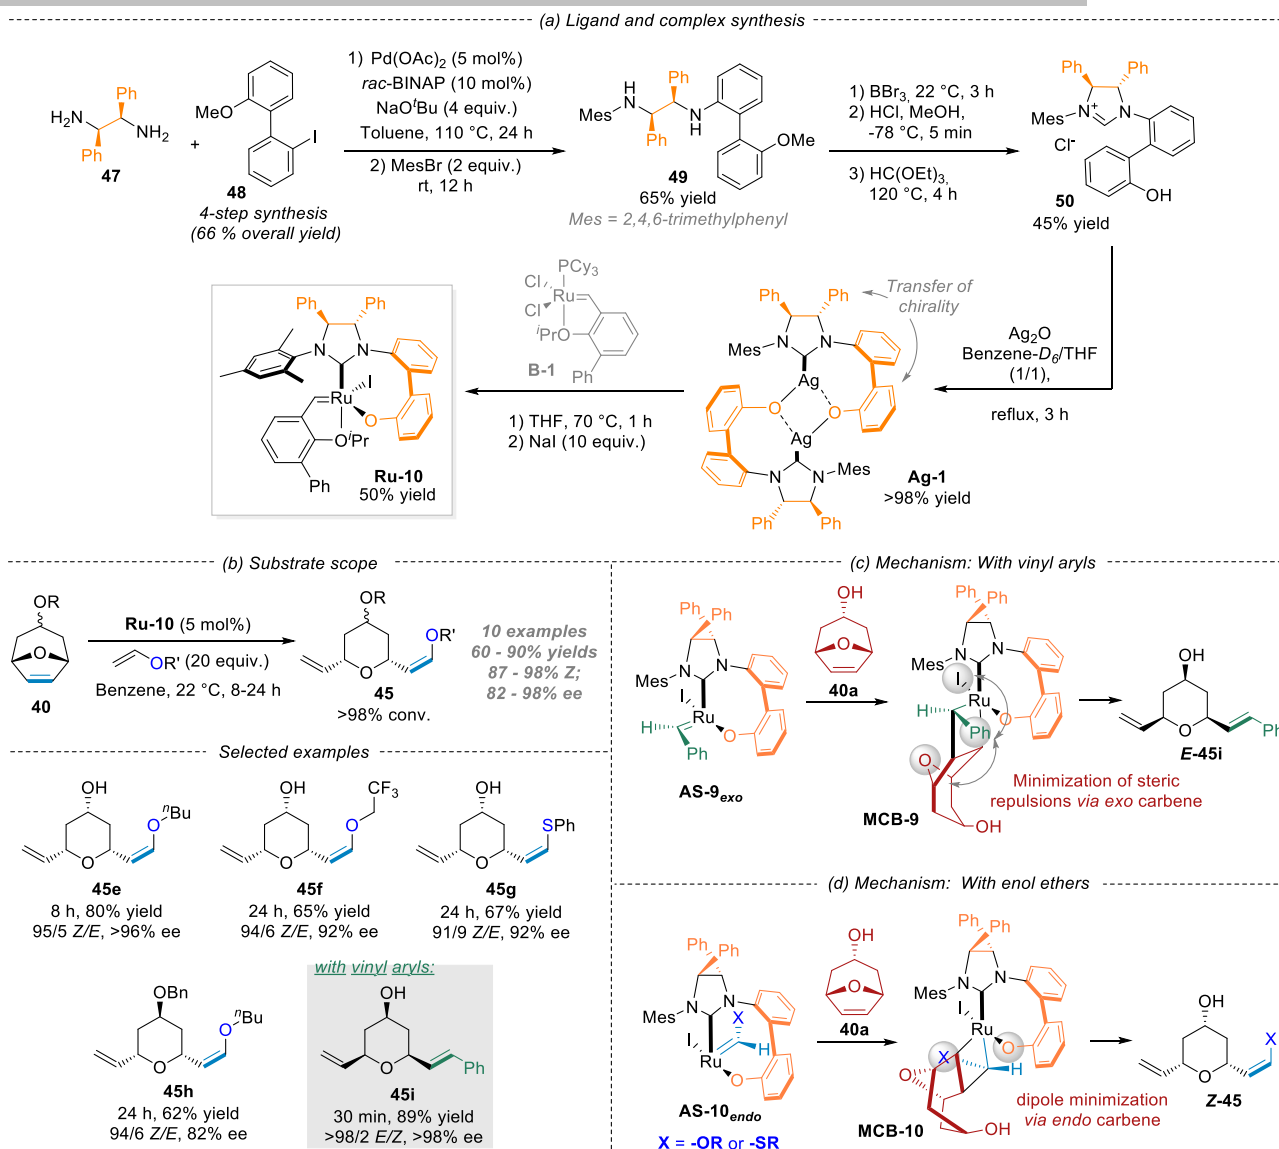 (a) Ligand and complex synthesis
H2N
Ph
NH2
Ph
47
+
MeO
I
48
4-step synthesis
(66 % overall yield)
1) Pd(OAc)2 (5 mol%)
rac-BINAP (10 mol%)
NaOtBu (4 equiv.)
Toluene, 110 °C, 24 h
2) MesBr (2 equiv.)
rt, 12 h
H
N
Mes
Ph
Ph
N
H
OMe
49
65% yield
Mes = 2,4,6-trimethylphenyl
1) BBr3, 22 °C, 3 h
2) HCl, MeOH,
-78 °C, 5 min
3) HC(OEt)3,
120 °C, 4 h
Ph
Ph
Mes
N+
N
Cl-
OH
50
45% yield
Ag2O
Benzene-D6/THF
(1/1),
reflux, 3 h
Transfer of
chirality
Ph
Ph
Mes
N
N
Ag
O
O
Ag
N
N
Mes
Ph
Ph
Ag-1
>98% yield
PCy3
Cl
Ru
Cl
iPrO
Ph
B-1
1) THF, 70 °C, 1 h
2) NaI (10 equiv.)
Ph
Ph
N
N
I
Ru
O
OiPr
Ph
Ru-10
50% yield
(b) Substrate scope
OR
O
40
Ru-10 (5 mol%)
OR' (20 equiv.)
Benzene, 22 °C, 8-24 h
OR
O
OR'
45
>98% conv.
10 examples
60 - 90% yields
87 - 98% Z;
82 - 98% ee
Selected examples
OH
O
O
nBu
45e
8 h, 80% yield
95/5 Z/E, >96% ee
OH
O
O
CF3
45f
24 h, 65% yield
94/6 Z/E, 92% ee
OH
O
SPh
45g
24 h, 67% yield
91/9 Z/E, 92% ee
OBn
O
O
nBu
45h
24 h, 62% yield
94/6 Z/E, 82% ee
with vinyl aryls:
OH
O
Ph
45i
30 min, 89% yield
>98/2 E/Z, >98% ee
(c) Mechanism: With vinyl aryls
Ph
Ph
Mes
N
N
I
Ru
H
O
Ph
AS-9exo
OH
O
40a
Ph
Ph
Mes
N
N
I
Ru
H
O
Ph
O
OH
MCB-9
Minimization of steric
repulsions via exo carbene
OH
O
Ph
E-45i
(d) Mechanism: With enol ethers
Ph
Ph
Mes
N
N
X
I
H
Ru
O
AS-10endo
X = -OR or -SR
OH
O
40a
Ph
Ph
Mes
N
N
I
Ru
X
O
H
O
OH
MCB-10
dipole minimization
via endo carbene
OH
O
X
Z-45